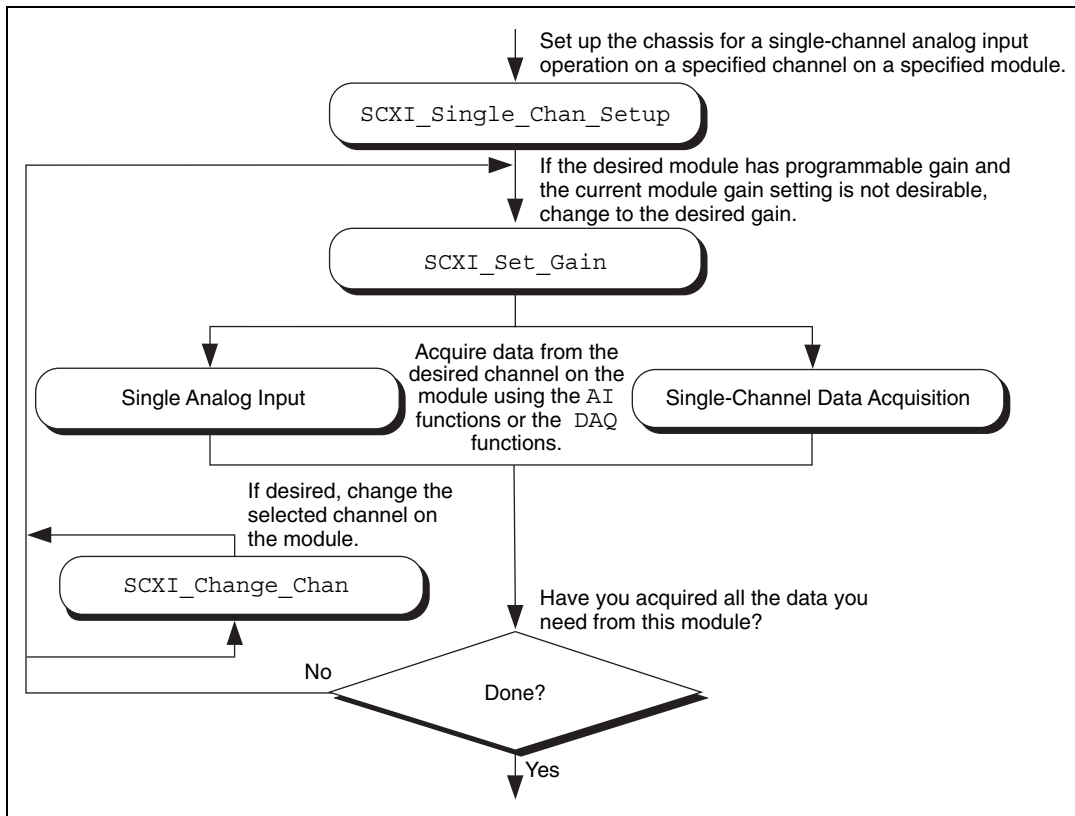 Set up the chassis for a single-channel analog input
operation on a specified channel on a specified module.
SCXI_Single_Chan_Setup
If the desired module has programmable gain and
the current module gain setting is not desirable,
change to the desired gain.
SCXI_Set_Gain
Single Analog Input
Acquire data from the
desired channel on the
module using the AI
functions or the DAQ
functions.
Single-Channel Data Acquisition
If desired, change the
selected channel on
the module.
SCXI_Change_Chan
Have you acquired all the data you
need from this module?
No
Done?
Yes